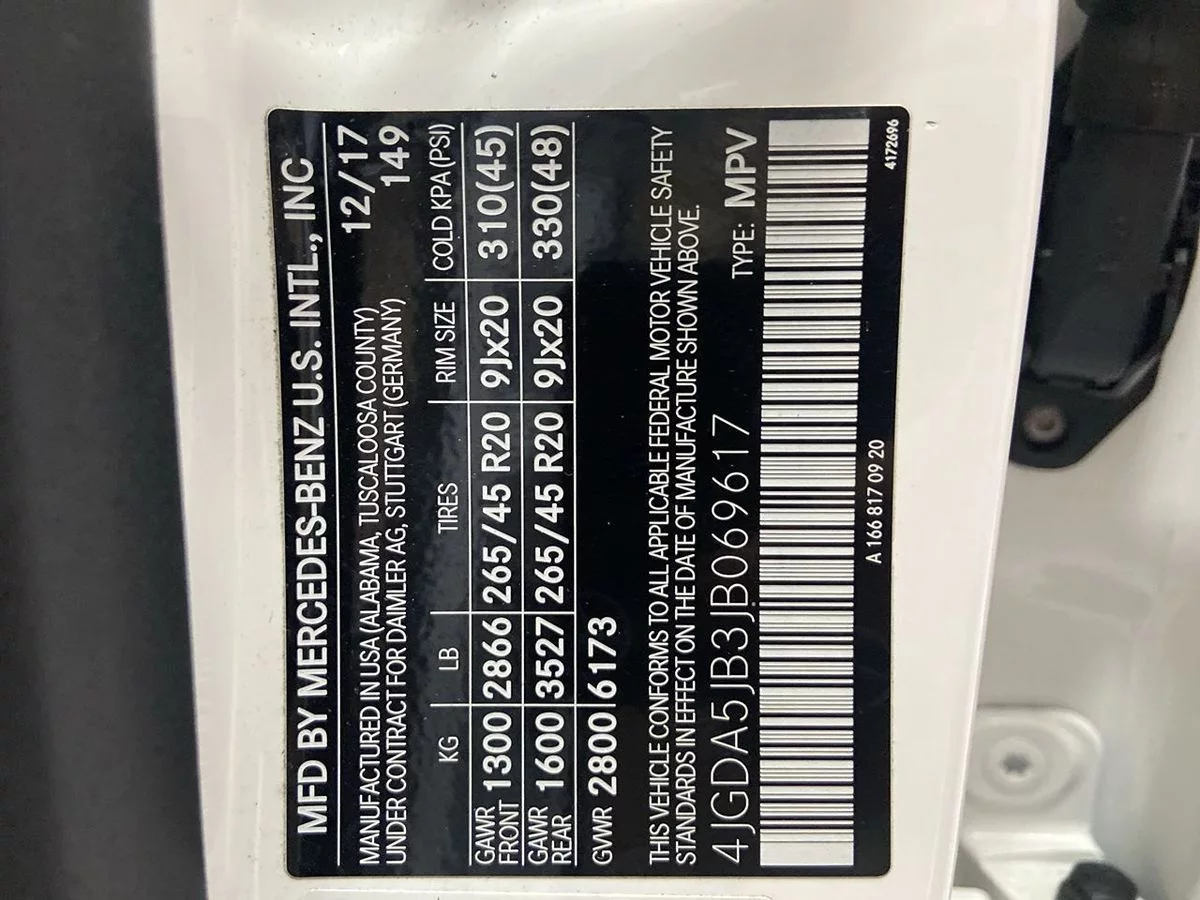 MFD BY MERCEDES-BENZ U.S. INTL., INC
12/17
MANUFACTURED IN USA (ALABAMA, TUSCALOOSA COUNTY)
UNDER CONTRACT FOR DAIMLER AG, STUTTGART (GERMANY) 149
KG LB TIRES RIM SIZE COLD KPA (PSI)
GAWR FRONT 1300 2866 265/45 R20 9Jx20 310(45)
GAWR REAR 1600 3527 265/45 R20 9Jx20 330(48)
GVWR 2800 6173
THIS VEHICLE CONFORMS TO ALL APPLICABLE FEDERAL MOTOR VEHICLE SAFETY
STANDARDS IN EFFECT ON THE DATE OF MANUFACTURE SHOWN ABOVE.
4JGDA5JB3JB069617 TYPE: MPV
A 166 817 09 20 4172696